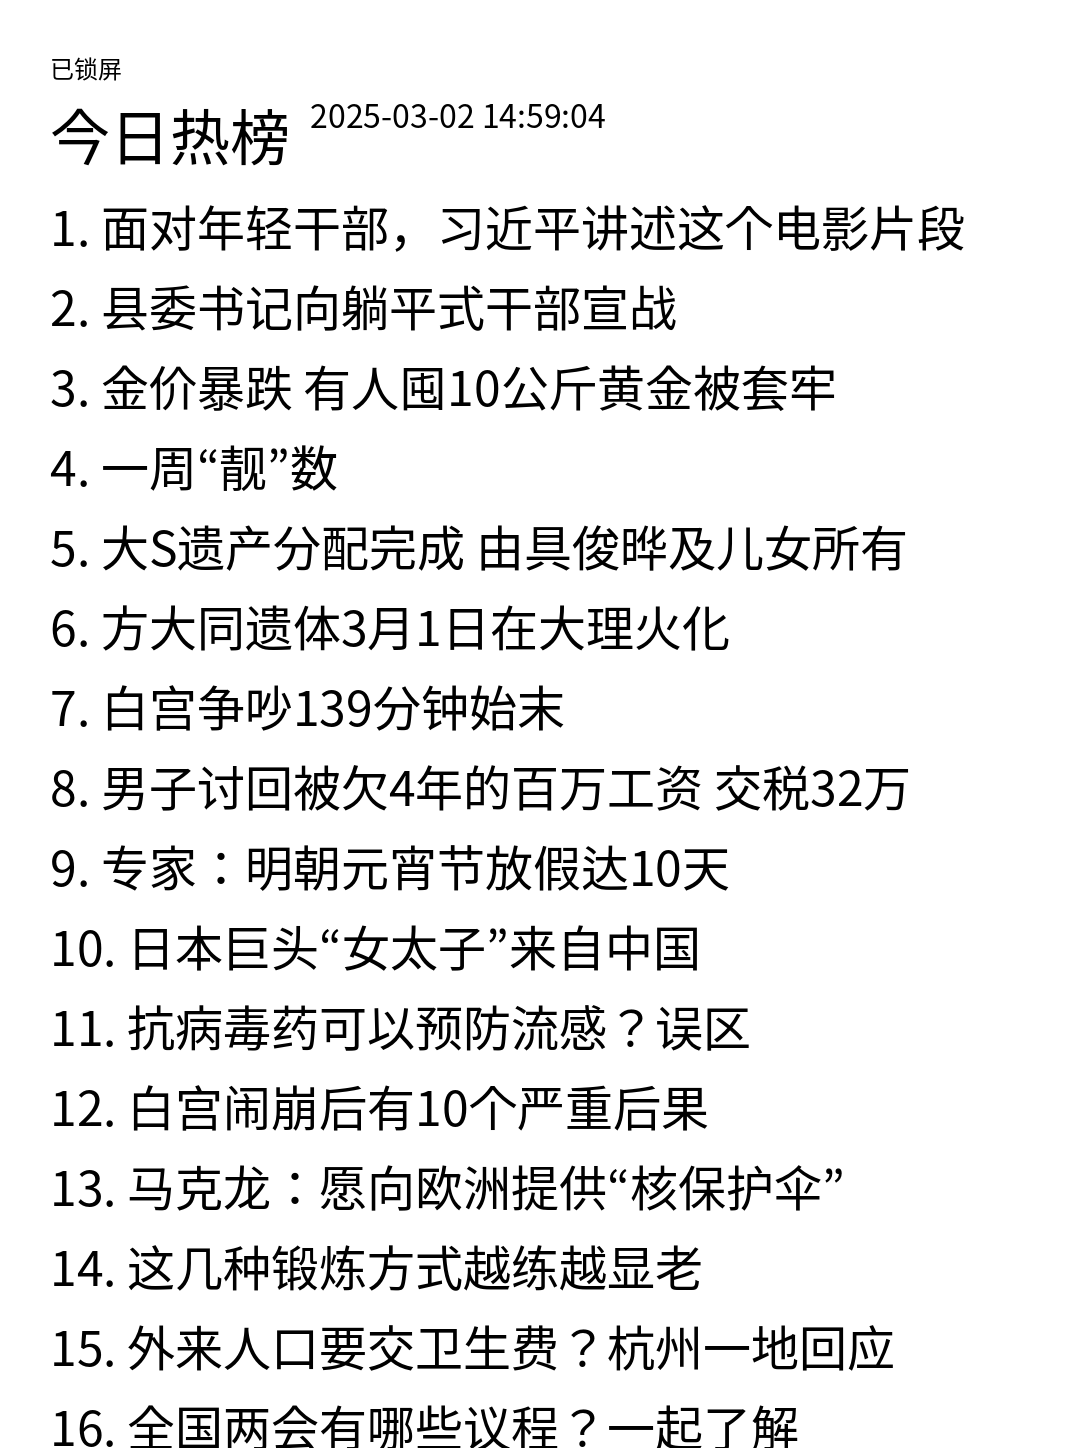 已锁屏
今日热榜 2025-03-02 14:59:04
1. 面对年轻干部，习近平讲述这个电影片段
2. 县委书记向躺平式干部宣战
3. 金价暴跌 有人囤10公斤黄金被套牢
4. 一周“靓”数
5. 大S遗产分配完成 由具俊晔及儿女所有
6. 方大同遗体3月1日在大理火化
7. 白宫争吵139分钟始末
8. 男子讨回被欠4年的百万工资 交税32万
9. 专家：明朝元宵节放假达10天
10. 日本巨头“女太子”来自中国
11. 抗病毒药可以预防流感？误区
12. 白宫闹崩后有10个严重后果
13. 马克龙：愿向欧洲提供“核保护伞”
14. 这几种锻炼方式越练越显老
15. 外来人口要交卫生费？杭州一地回应
16. 全国两会有哪些议程？一起了解